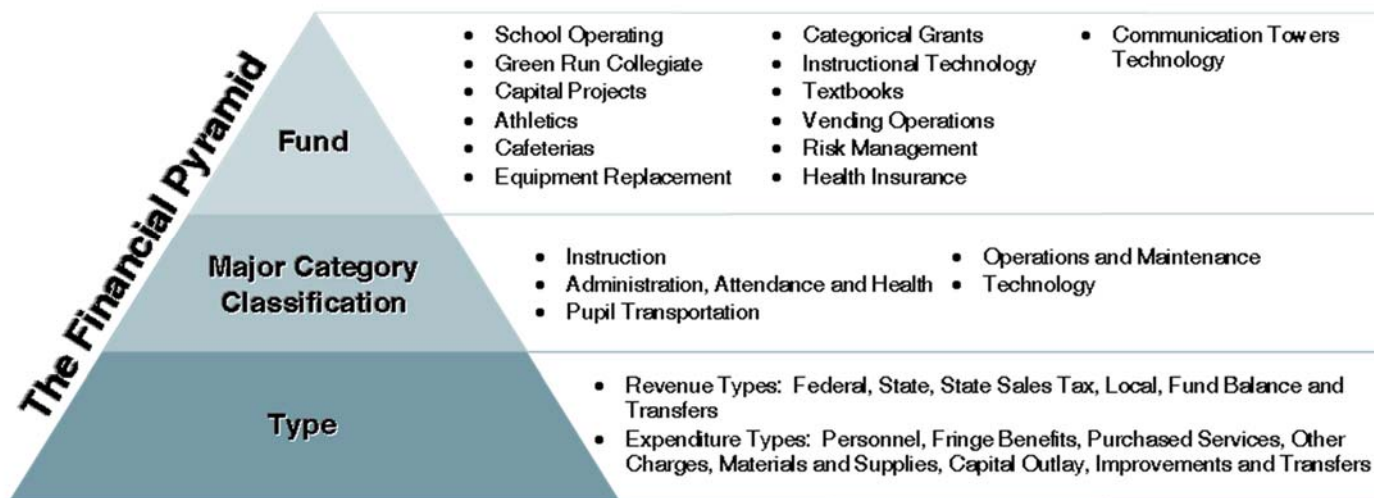 The Financial Pyramid
Fund
• School Operating
• Green Run Collegiate
• Capital Projects
• Athletics
• Cafeterias
• Equipment Replacement
• Categorical Grants
• Instructional Technology
• Textbooks
• Vending Operations
• Risk Management
• Health Insurance
• Communication Towers
Technology
Major Category
Classification
• Instruction
• Administration, Attendance and Health
• Pupil Transportation
• Operations and Maintenance
• Technology
Type
• Revenue Types: Federal, State, State Sales Tax, Local, Fund Balance and
Transfers
• Expenditure Types: Personnel, Fringe Benefits, Purchased Services, Other
Charges, Materials and Supplies, Capital Outlay, Improvements and Transfers